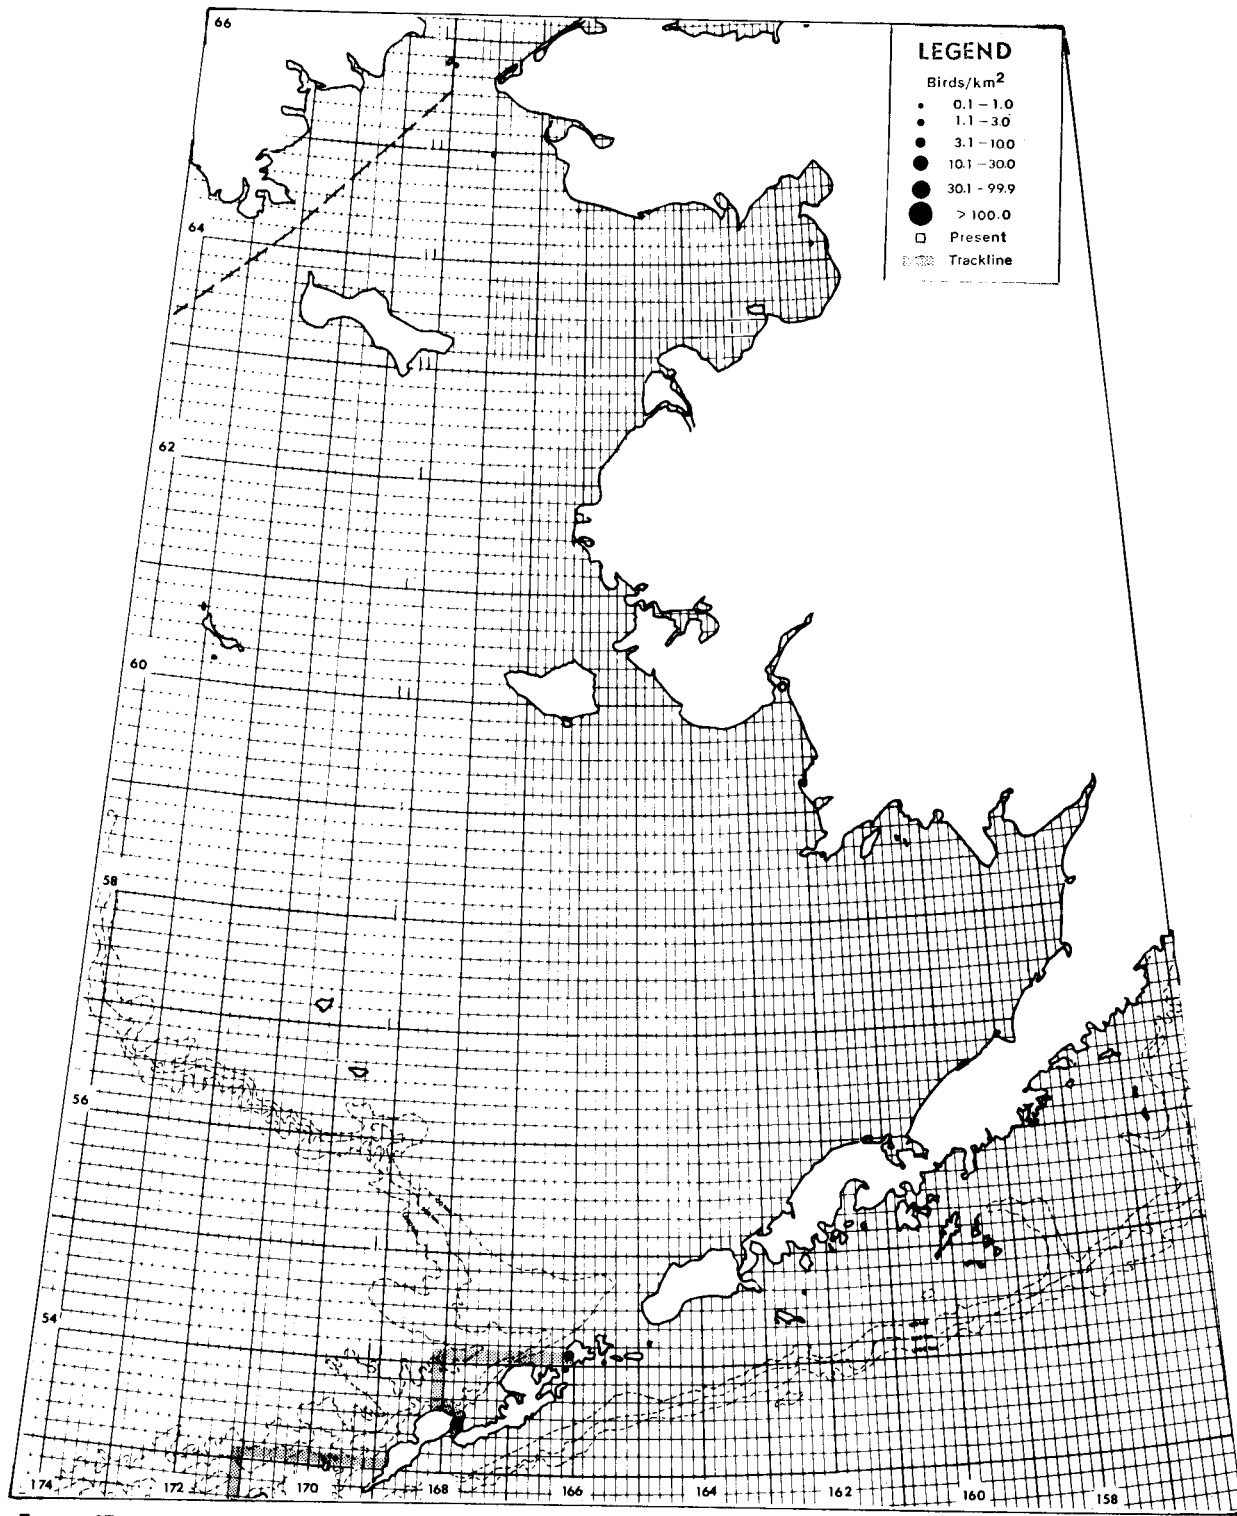 66
LEGEND
Birds/km2
0.1 – 1.0
1.1 – 3.0
3.1 – 10.0
10.1 – 30.0
30.1 – 99.9
> 100.0
Present
Trackline
64
62
60
58
56
54
174 172 170 168 166 164 162 160 158